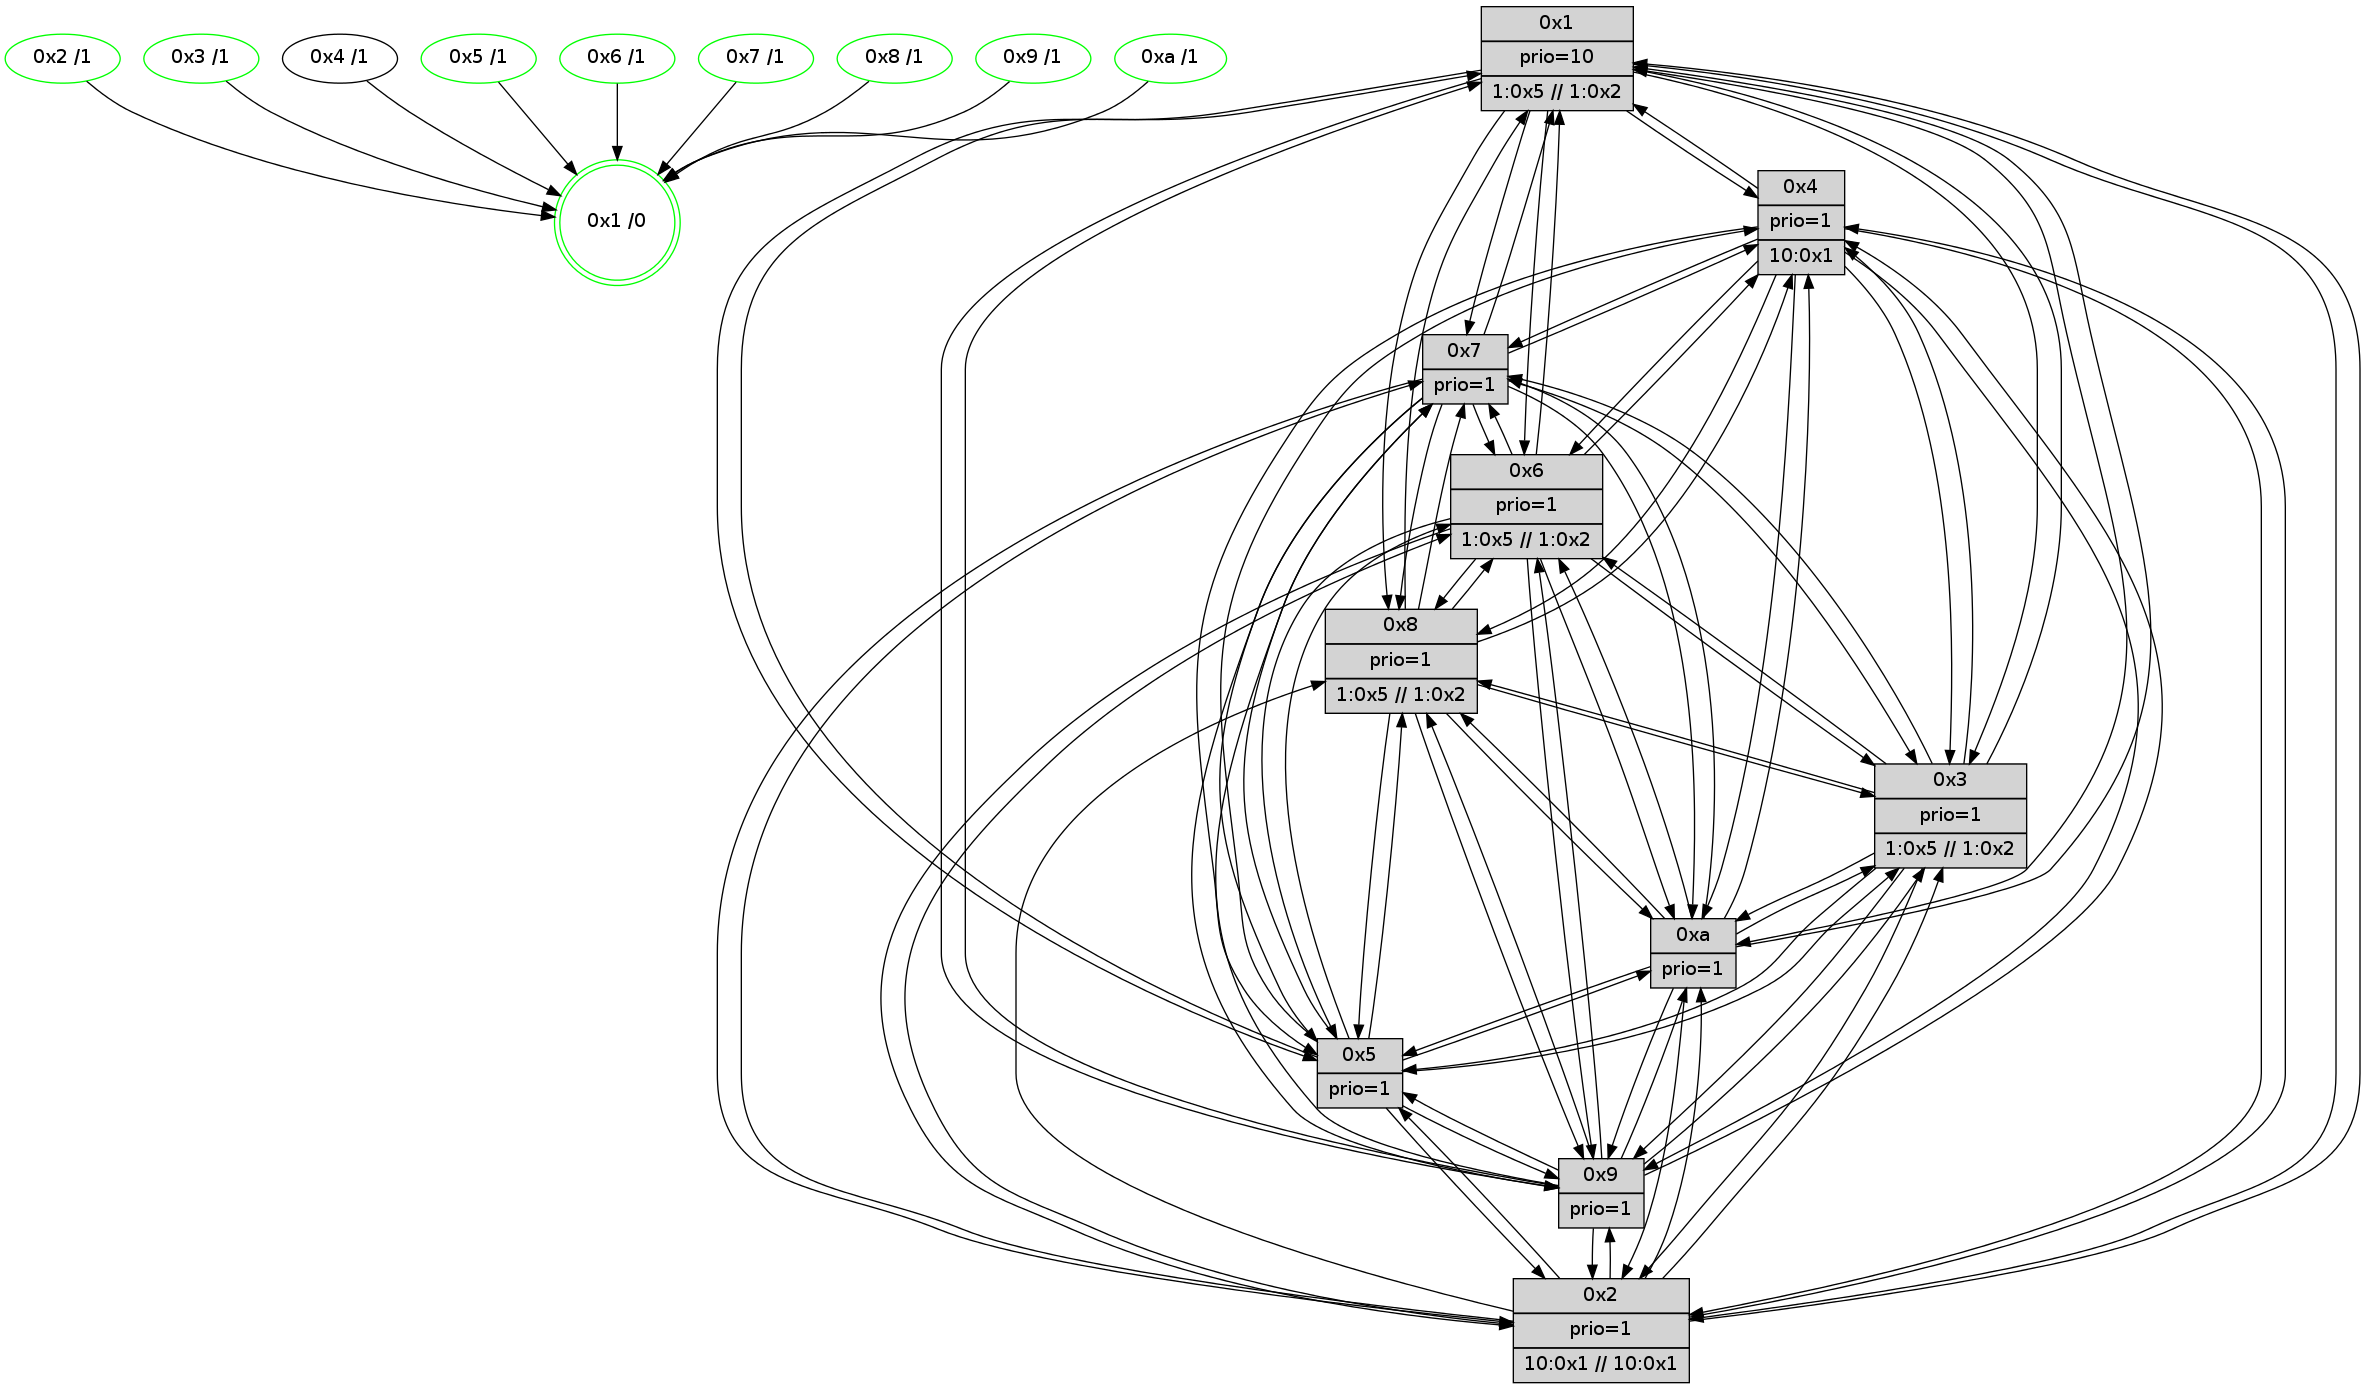 0x2 /1
0x3 /1
0x4 /1
0x5 /1
0x6 /1
0x7 /1
0x8 /1
0x9 /1
0xa /1
0x1 /0
0x1
prio=10
1:0x5 // 1:0x2
0x4
prio=1
10:0x1
0x7
prio=1
0x6
prio=1
1:0x5 // 1:0x2
0x8
prio=1
1:0x5 // 1:0x2
0x3
prio=1
1:0x5 // 1:0x2
0xa
prio=1
0x5
prio=1
0x9
prio=1
0x2
prio=1
10:0x1 // 10:0x1